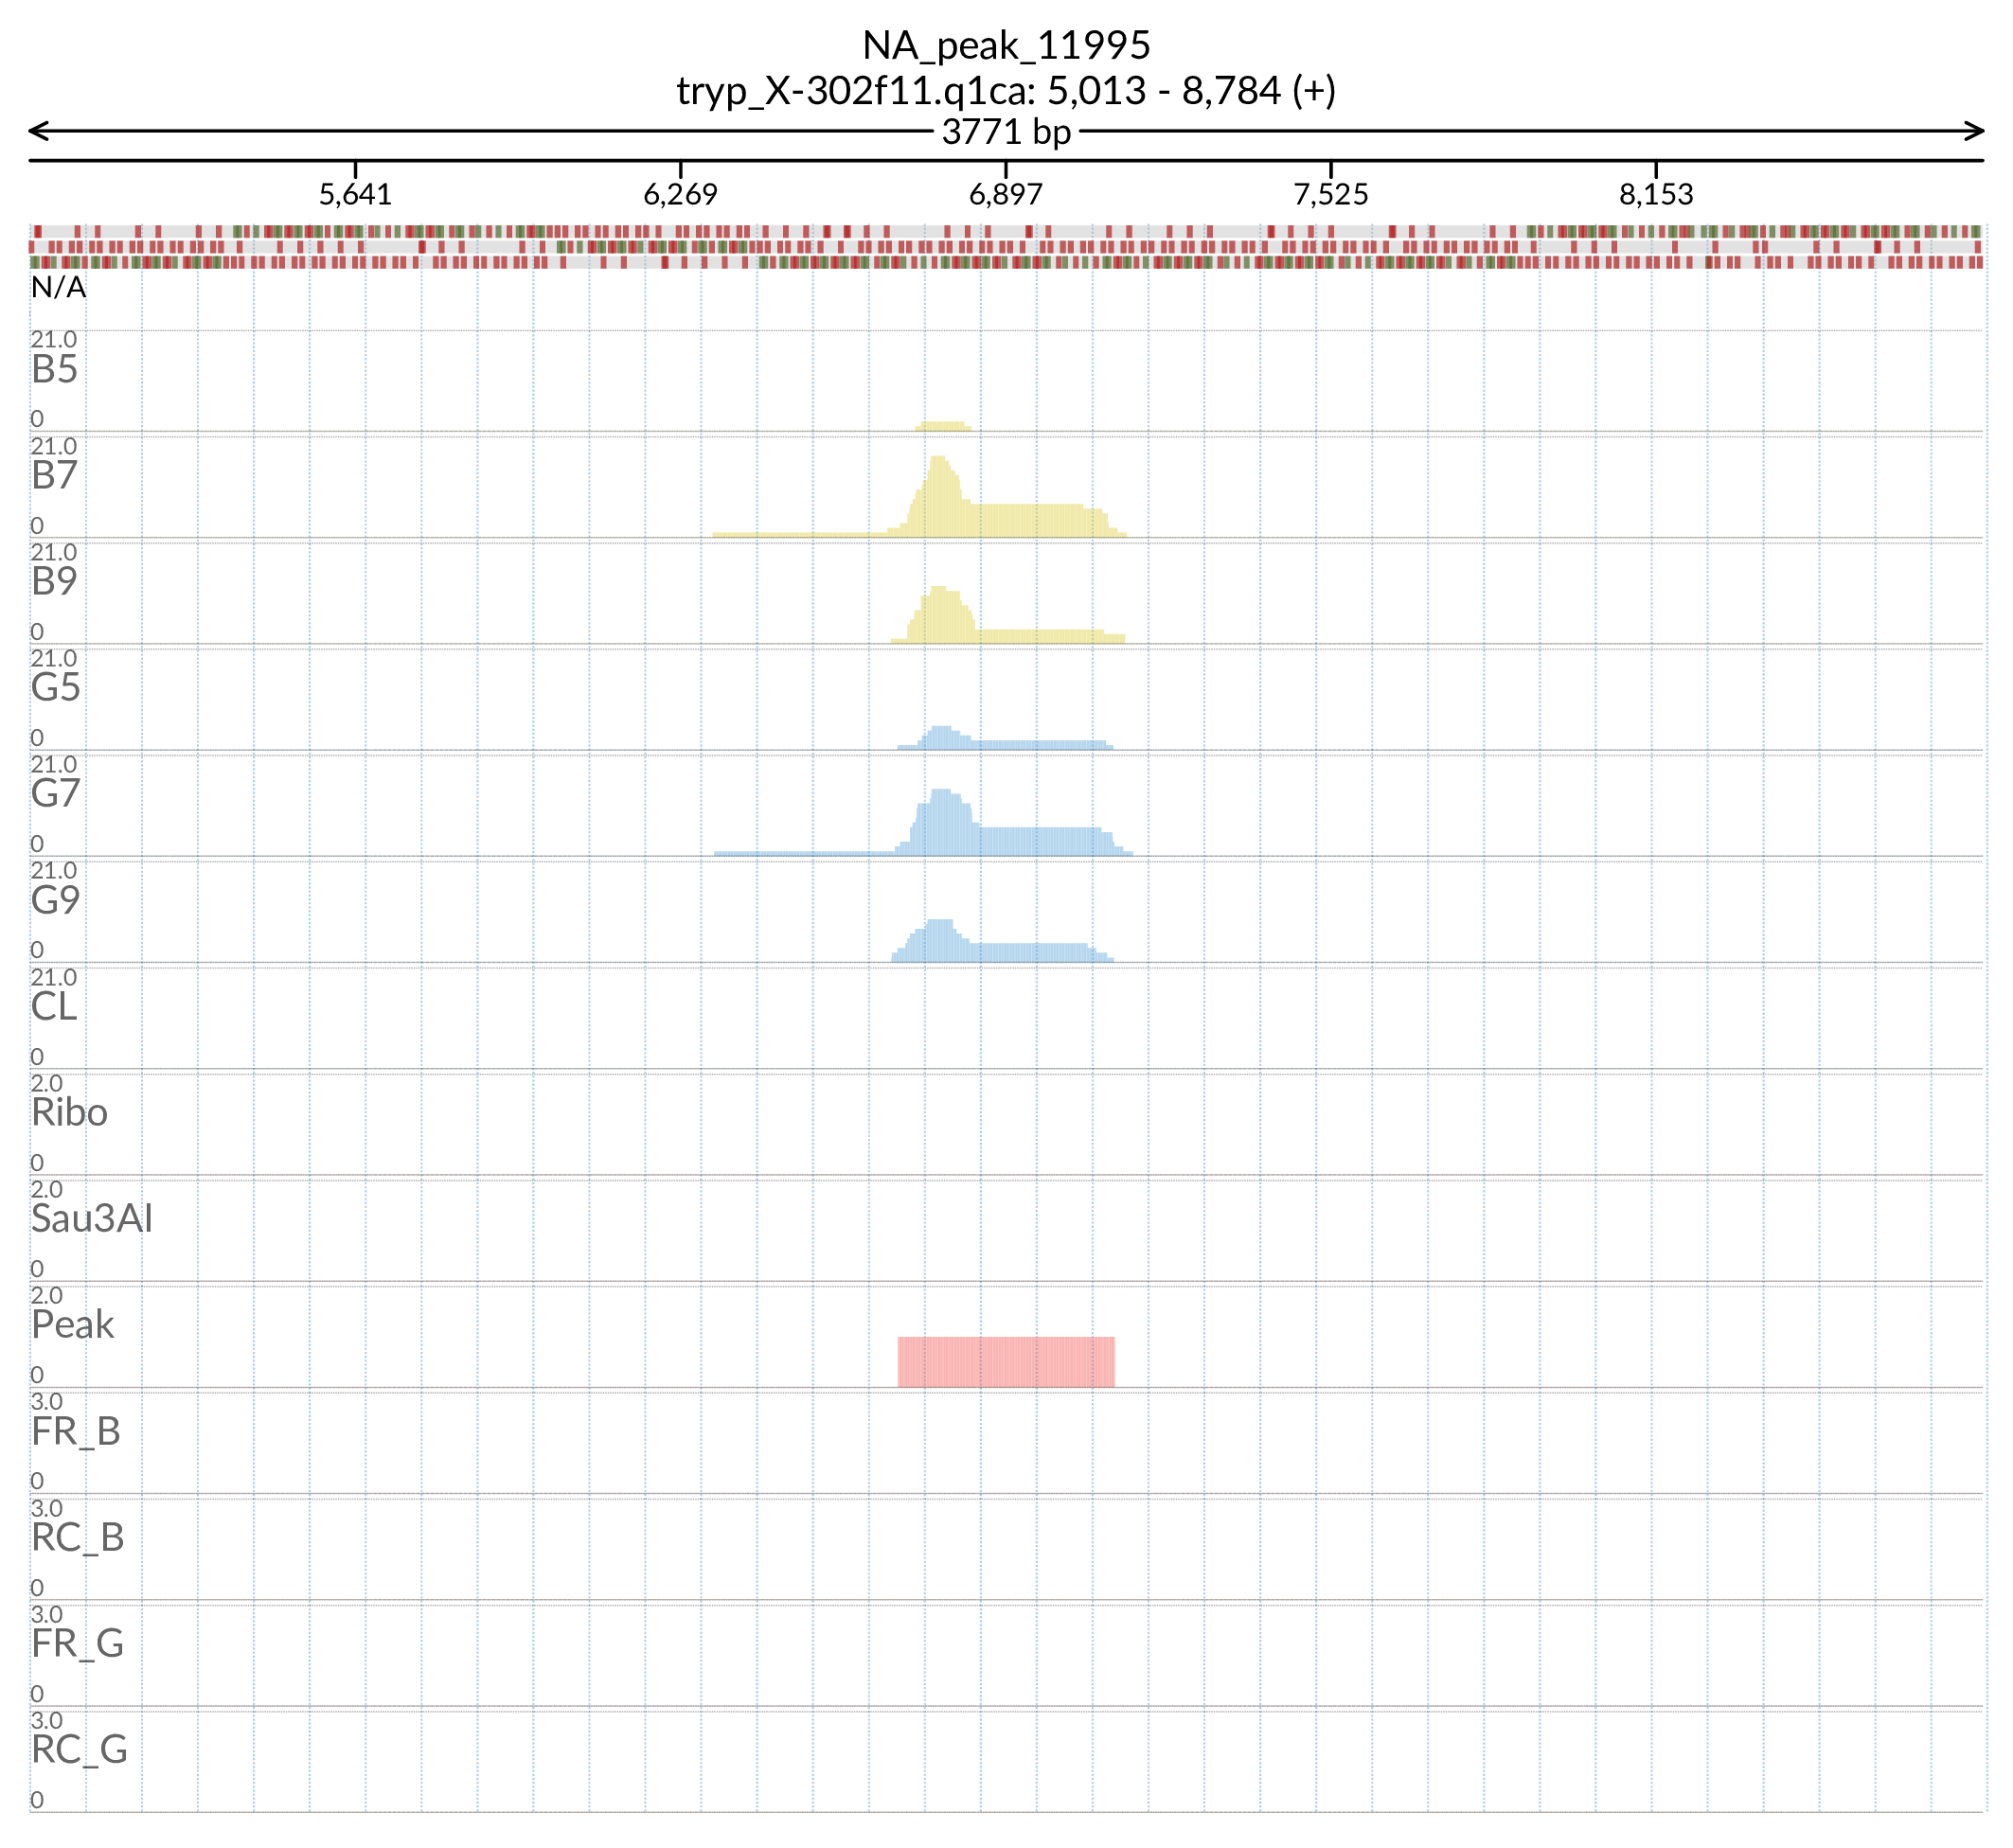 NA_peak_11995
tryp_X-302f11.q1ca: 5,013 - 8,784 (+)
3771 bp
5,641 6,269 6,897 7,525 8,153
N/A
21.0
B5
0
21.0
B7
0
21.0
B9
0
21.0
G5
0
21.0
G7
0
21.0
G9
0
21.0
CL
0
2.0
Ribo
0
2.0
Sau3AI
0
2.0
Peak
0
3.0
FR_B
0
3.0
RC_B
0
3.0
FR_G
0
3.0
RC_G
0